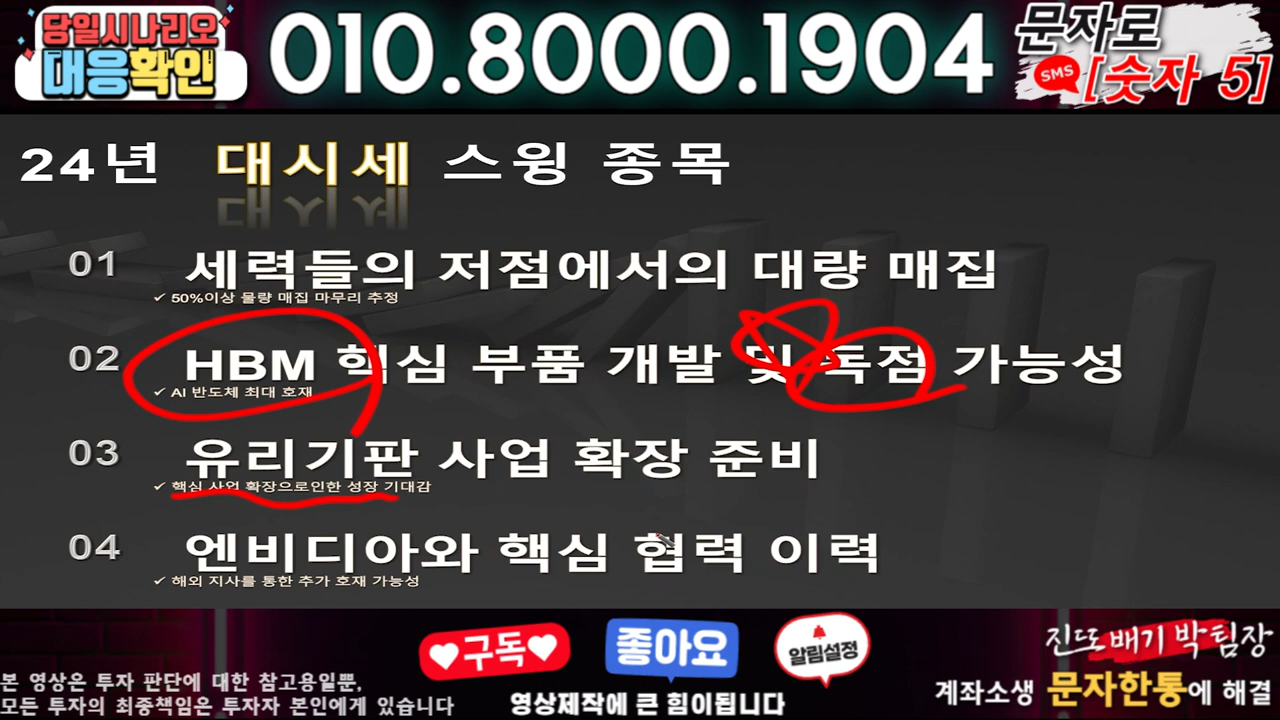 당일시나리오
대응확인
010.8000.1904
문자로
SMS
[숫자 5]
24년 대시세 스윙 종목
01 세력들의 저점에서의 대량 매집
✓ 50%이상 물량 매집 마무리 추정
02 HBM 핵심 부품 개발 및 독점 가능성
✓ AI 반도체 최대 호재
03 유리기판 사업 확장 준비
✓ 핵심 사업 확장으로인한 성장 기대감
04 엔비디아와 핵심 협력 이력
✓ 해외 지사를 통한 추가 호재 가능성
구독
좋아요
알림설정
영상제작에 큰 힘이됩니다
본 영상은 투자 판단에 대한 참고용일뿐,
모든 투자의 최종책임은 투자자 본인에게 있습니다
진또배기 박팀장
계좌소생 문자한통에 해결